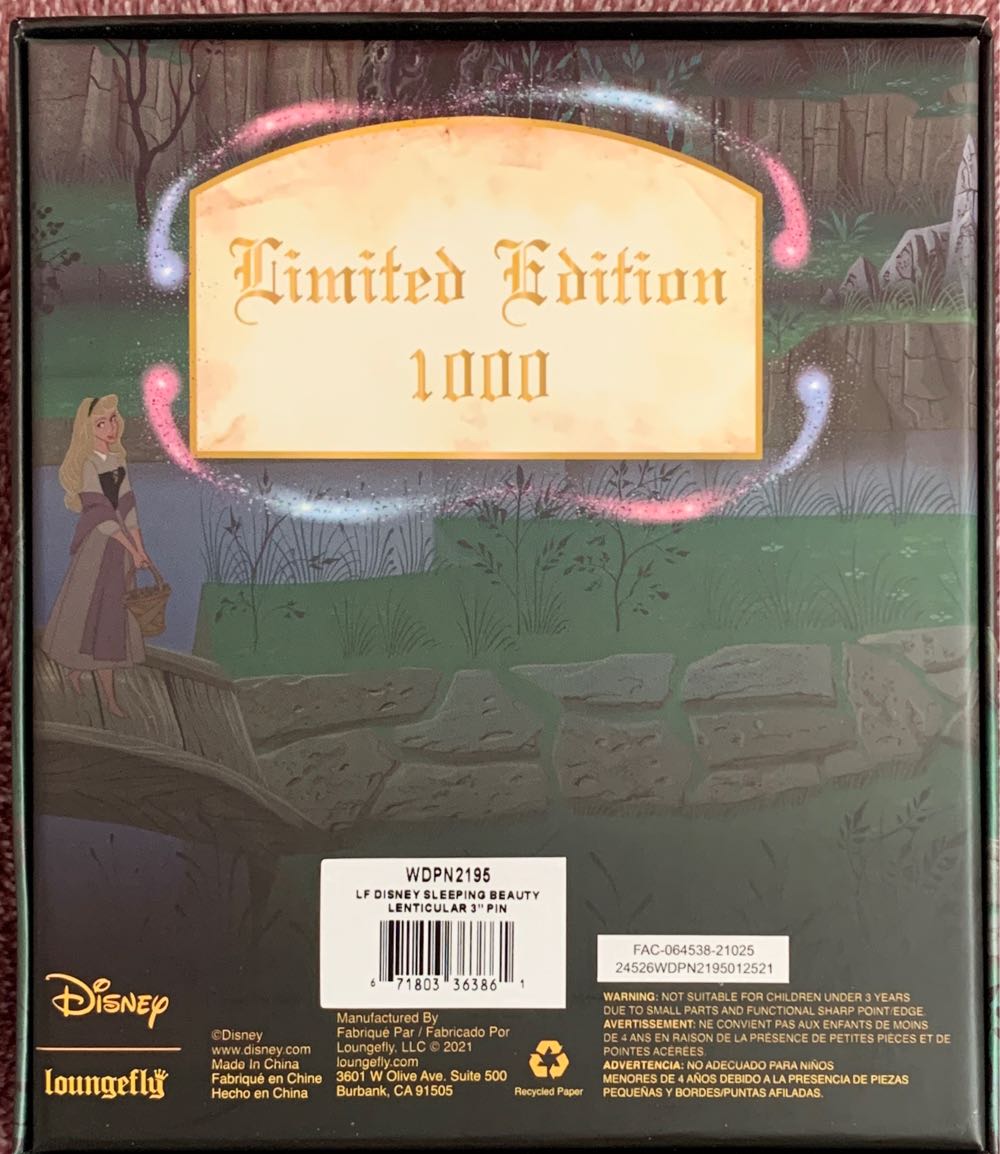 Limited Edition
1000
WDPN2195
LF DISNEY SLEEPING BEAUTY
LENTICULAR 3" PIN
6 71803 36386 1
FAC-064538-21025
24526WDPN2195012521
Disney
loungefly
©Disney
www.disney.com
Made In China
Fabriqué en Chine
Hecho en China
Manufactured By
Fabriqué Par / Fabricado Por
Loungefly, LLC © 2021
loungefly.com
3601 W Olive Ave. Suite 500
Burbank, CA 91505
Recycled Paper
WARNING: NOT SUITABLE FOR CHILDREN UNDER 3 YEARS
DUE TO SMALL PARTS AND FUNCTIONAL SHARP POINT/EDGE.
AVERTISSEMENT: NE CONVIENT PAS AUX ENFANTS DE MOINS
DE 4 ANS EN RAISON DE LA PRÉSENCE DE PETITES PIÈCES ET DE
POINTES ACÉRÉES.
ADVERTENCIA: NO ADECUADO PARA NIÑOS
MENORES DE 4 AÑOS DEBIDO A LA PRESENCIA DE PIEZAS
PEQUEÑAS Y BORDES/PUNTAS AFILADAS.